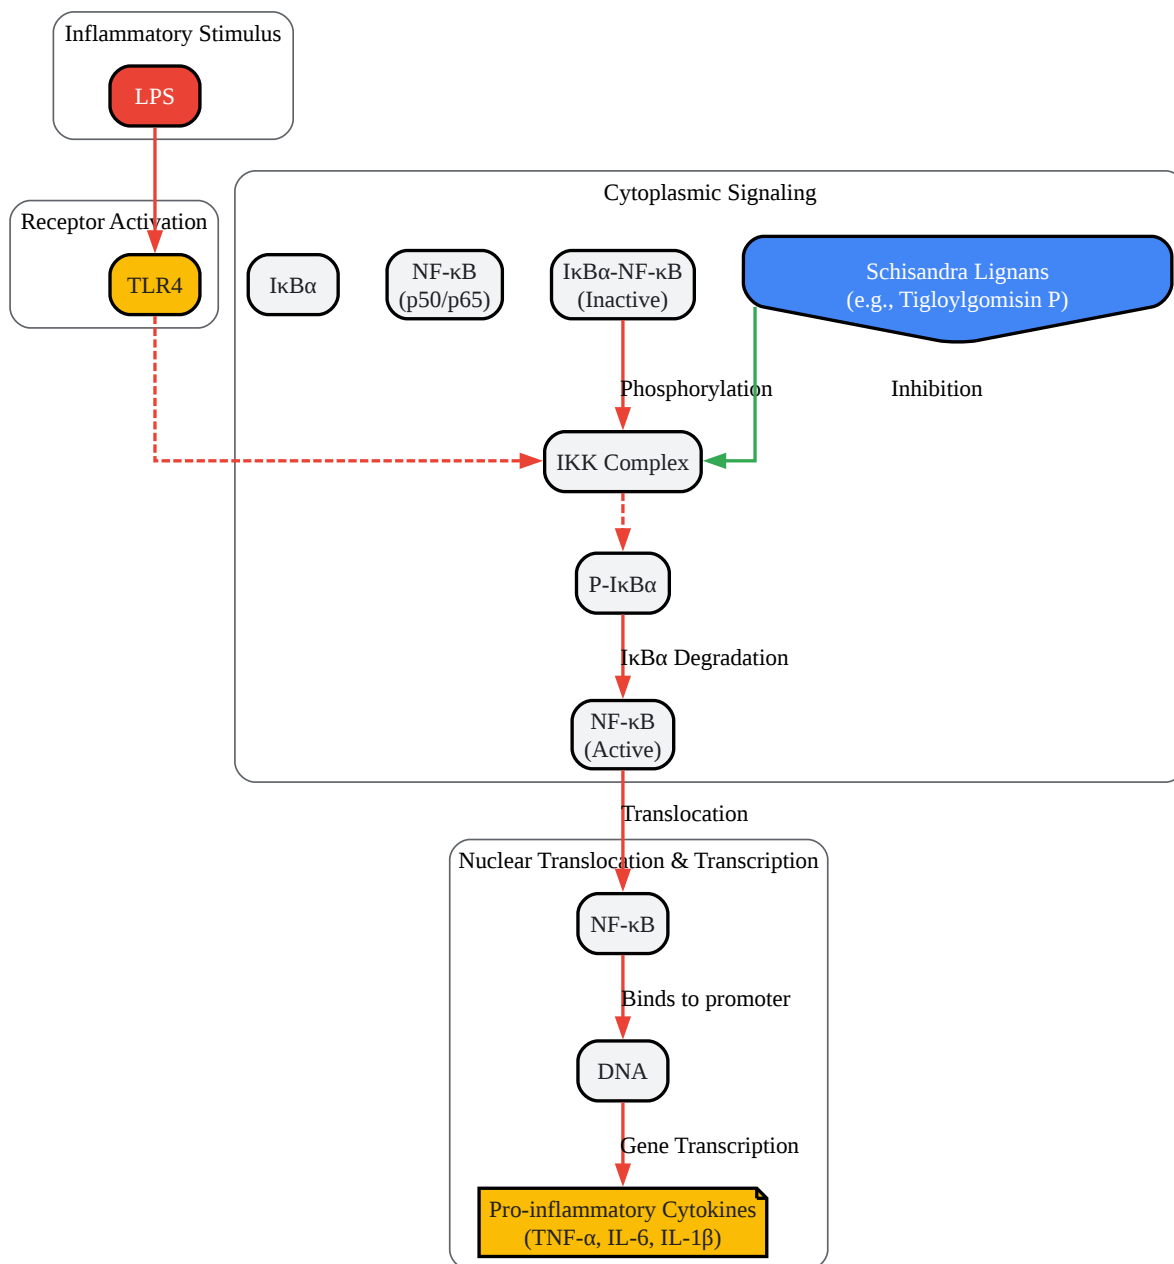 Inflammatory Stimulus
LPS
Receptor Activation
TLR4
Cytoplasmic Signaling
IκBα
NF-κB
(p50/p65)
IκBα-NF-κB
(Inactive)
Schisandra Lignans
(e.g., Tigloylgomisin P)
Phosphorylation
Inhibition
IKK Complex
P-IκBα
IκBα Degradation
NF-κB
(Active)
Translocation
Nuclear Translocation & Transcription
NF-κB
Binds to promoter
DNA
Gene Transcription
Pro-inflammatory Cytokines
(TNF-α, IL-6, IL-1β)